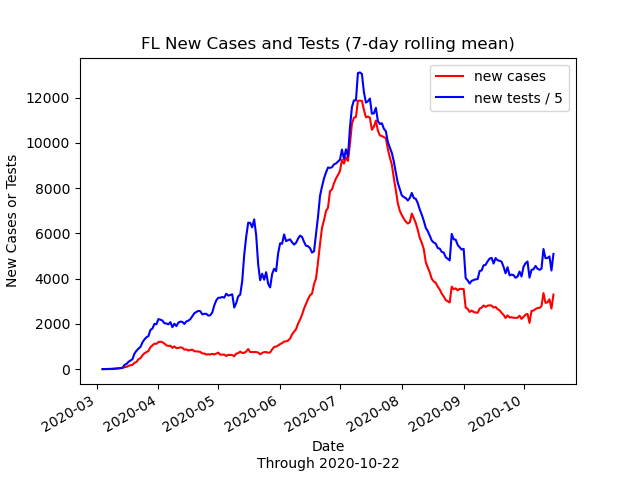 FL New Cases and Tests (7-day rolling mean)
new cases
new tests / 5
New Cases or Tests
12000
10000
8000
6000
4000
2000
0
2020-03
2020-04
2020-05
2020-06
2020-07
2020-08
2020-09
2020-10
Date
Through 2020-10-22